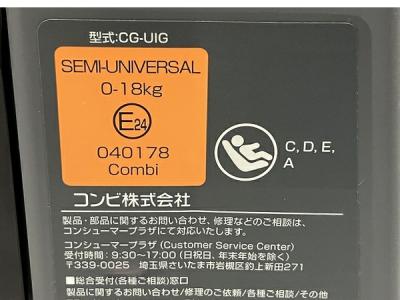 型式:CG-UIG
SEMI-UNIVERSAL
0-18kg
E24
040178
Combi
C, D, E,
A
コンビ株式会社
製品・部品に関するお問い合わせ、修理などのご相談は、
コンシューマープラザにて対応いたします。
コンシューマープラザ (Customer Service Center)
受付時間:9:30~17:00 (日祝日、年末年始を除く)
〒339-0025 埼玉県さいたま市岩槻区釣上新田271
■総合受付(各種ご相談)窓口
製品に関するお問い合わせ/修理のご依頼/各種ご相談/その他